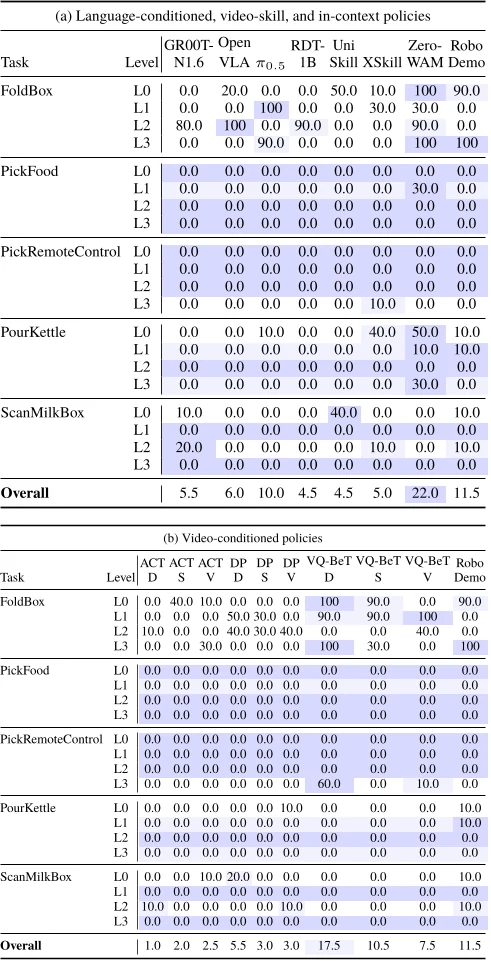 (a) Language-conditioned, video-skill, and in-context policies
GR00T- Open RDT- Uni Zero- Robo
Task Level N1.6 VLA π0.5 1B Skill XSkill WAM Demo
FoldBox L0 0.0 20.0 0.0 0.0 50.0 10.0 100 90.0
L1 0.0 0.0 100 0.0 0.0 30.0 30.0 0.0
L2 80.0 100 0.0 90.0 0.0 0.0 90.0 0.0
L3 0.0 0.0 90.0 0.0 0.0 0.0 100 100
PickFood L0 0.0 0.0 0.0 0.0 0.0 0.0 0.0 0.0
L1 0.0 0.0 0.0 0.0 0.0 0.0 30.0 0.0
L2 0.0 0.0 0.0 0.0 0.0 0.0 0.0 0.0
L3 0.0 0.0 0.0 0.0 0.0 0.0 0.0 0.0
PickRemoteControl L0 0.0 0.0 0.0 0.0 0.0 0.0 0.0 0.0
L1 0.0 0.0 0.0 0.0 0.0 0.0 0.0 0.0
L2 0.0 0.0 0.0 0.0 0.0 0.0 0.0 0.0
L3 0.0 0.0 0.0 0.0 0.0 10.0 0.0 0.0
PourKettle L0 0.0 0.0 10.0 0.0 0.0 40.0 50.0 10.0
L1 0.0 0.0 0.0 0.0 0.0 0.0 10.0 10.0
L2 0.0 0.0 0.0 0.0 0.0 0.0 0.0 0.0
L3 0.0 0.0 0.0 0.0 0.0 0.0 30.0 0.0
ScanMilkBox L0 10.0 0.0 0.0 0.0 40.0 0.0 0.0 10.0
L1 0.0 0.0 0.0 0.0 0.0 0.0 0.0 0.0
L2 20.0 0.0 0.0 0.0 0.0 10.0 0.0 10.0
L3 0.0 0.0 0.0 0.0 0.0 0.0 0.0 0.0
Overall 5.5 6.0 10.0 4.5 4.5 5.0 22.0 11.5
(b) Video-conditioned policies
ACT ACT ACT DP DP DP VQ-BeT VQ-BeT VQ-BeT Robo
Task Level D S V D S V D S V Demo
FoldBox L0 0.0 40.0 10.0 0.0 0.0 0.0 100 90.0 0.0 90.0
L1 0.0 0.0 0.0 50.0 30.0 0.0 90.0 90.0 100 0.0
L2 10.0 0.0 0.0 40.0 30.0 40.0 0.0 0.0 40.0 0.0
L3 0.0 0.0 30.0 0.0 0.0 0.0 100 30.0 0.0 100
PickFood L0 0.0 0.0 0.0 0.0 0.0 0.0 0.0 0.0 0.0 0.0
L1 0.0 0.0 0.0 0.0 0.0 0.0 0.0 0.0 0.0 0.0
L2 0.0 0.0 0.0 0.0 0.0 0.0 0.0 0.0 0.0 0.0
L3 0.0 0.0 0.0 0.0 0.0 0.0 0.0 0.0 0.0 0.0
PickRemoteControl L0 0.0 0.0 0.0 0.0 0.0 0.0 0.0 0.0 0.0 0.0
L1 0.0 0.0 0.0 0.0 0.0 0.0 0.0 0.0 0.0 0.0
L2 0.0 0.0 0.0 0.0 0.0 0.0 0.0 0.0 0.0 0.0
L3 0.0 0.0 0.0 0.0 0.0 0.0 60.0 0.0 10.0 0.0
PourKettle L0 0.0 0.0 0.0 0.0 0.0 10.0 0.0 0.0 0.0 10.0
L1 0.0 0.0 0.0 0.0 0.0 0.0 0.0 0.0 0.0 10.0
L2 0.0 0.0 0.0 0.0 0.0 0.0 0.0 0.0 0.0 0.0
L3 0.0 0.0 0.0 0.0 0.0 0.0 0.0 0.0 0.0 0.0
ScanMilkBox L0 0.0 0.0 10.0 20.0 0.0 0.0 0.0 0.0 0.0 10.0
L1 0.0 0.0 0.0 0.0 0.0 0.0 0.0 0.0 0.0 0.0
L2 10.0 0.0 0.0 0.0 0.0 10.0 0.0 0.0 0.0 10.0
L3 0.0 0.0 0.0 0.0 0.0 0.0 0.0 0.0 0.0 0.0
Overall 1.0 2.0 2.5 5.5 3.0 3.0 17.5 10.5 7.5 11.5